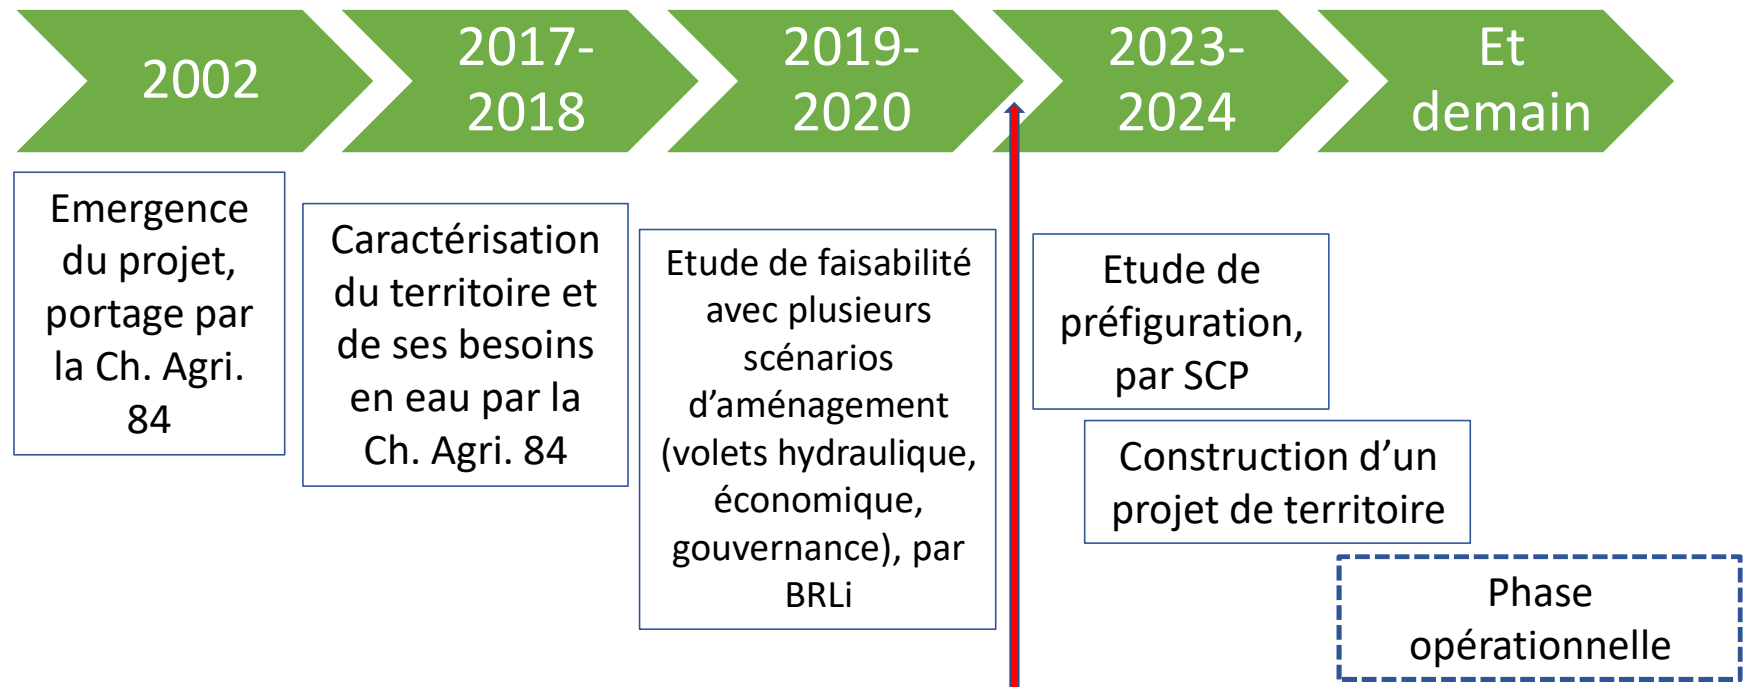 2002
2017-
2018
2019-
2020
2023-
2024
Et
demain
Emergence
du projet,
portage par
la Ch. Agri.
84
Caractérisation
du territoire et
de ses besoins
en eau par la
Ch. Agri. 84
Etude de faisabilité
avec plusieurs
scénarios
d’aménagement
(volets hydraulique,
économique,
gouvernance), par
BRLi
Etude de
préfiguration,
par SCP
Construction d’un
projet de territoire
Phase
opérationnelle